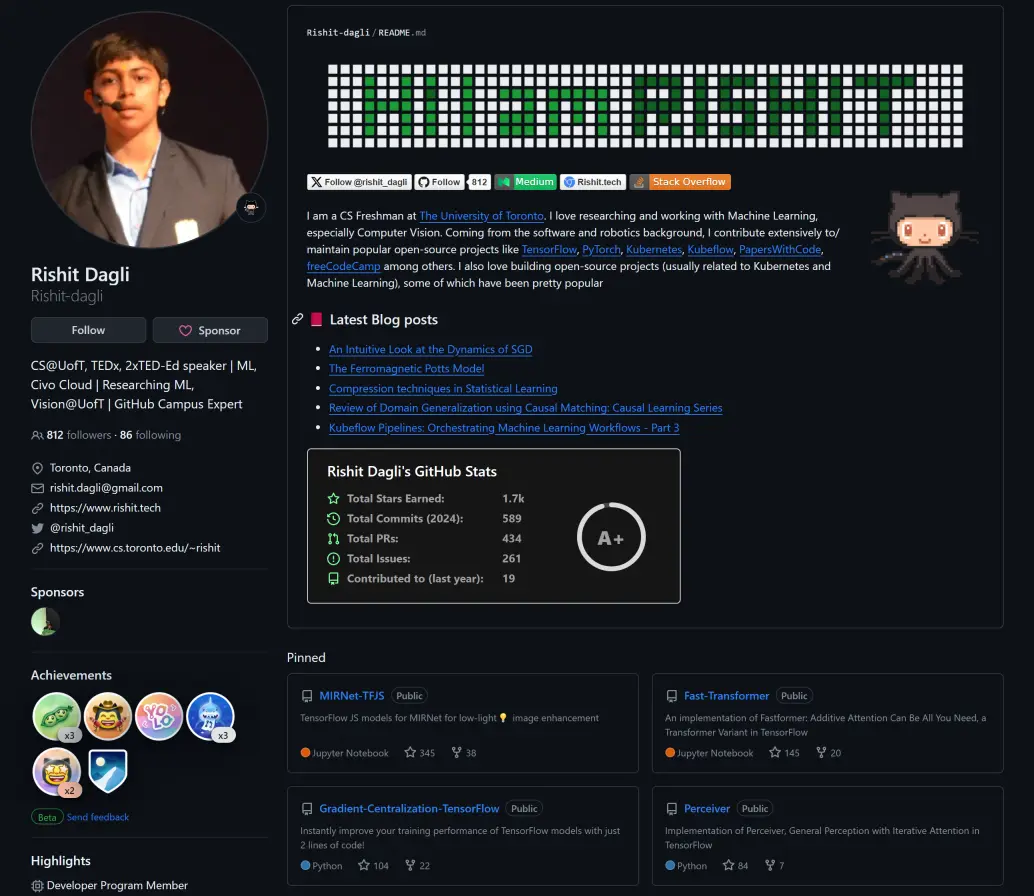 Rishit Dagli
Rishit-dagli
Follow
Sponsor
CS@UofT, TEDx, 2xTED-Ed speaker | ML,
Civo Cloud | Researching ML,
Vision@UofT | GitHub Campus Expert
812 followers · 86 following
Toronto, Canada
rishit.dagli@gmail.com
https://www.rishit.tech
@rishit_dagli
https://www.cs.toronto.edu/~rishit
Sponsors
Achievements
x3
YOLO
x3
x2
Beta Send feedback
Highlights
Developer Program Member
Rishit-dagli/README.md
HI I'M RISHIT
Follow @rishit_dagli
Follow 812
Medium
Rishit.tech
Stack Overflow
I am a CS Freshman at The University of Toronto. I love researching and working with Machine Learning,
especially Computer Vision. Coming from the software and robotics background, I contribute extensively to/
maintain popular open-source projects like TensorFlow, PyTorch, Kubernetes, Kubeflow, PapersWithCode,
freeCodeCamp among others. I also love building open-source projects (usually related to Kubernetes and
Machine Learning), some of which have been pretty popular
Latest Blog posts
An Intuitive Look at the Dynamics of SGD
The Ferromagnetic Potts Model
Compression techniques in Statistical Learning
Review of Domain Generalization using Causal Matching: Causal Learning Series
Kubeflow Pipelines: Orchestrating Machine Learning Workflows - Part 3
Rishit Dagli's GitHub Stats
Total Stars Earned: 1.7k
Total Commits (2024): 589
Total PRs: 434
Total Issues: 261
Contributed to (last year): 19
A+
Pinned
MIRNet-TFJS Public
TensorFlow JS models for MIRNet for low-light💡 image enhancement
Jupyter Notebook 345 38
Fast-Transformer Public
An implementation of Fastformer: Additive Attention Can Be All You Need, a
Transformer Variant in TensorFlow
Jupyter Notebook 145 20
Gradient-Centralization-TensorFlow Public
Instantly improve your training performance of TensorFlow models with just
2 lines of code!
Python 104 22
Perceiver Public
Implementation of Perceiver, General Perception with Iterative Attention in
TensorFlow
Python 84 7